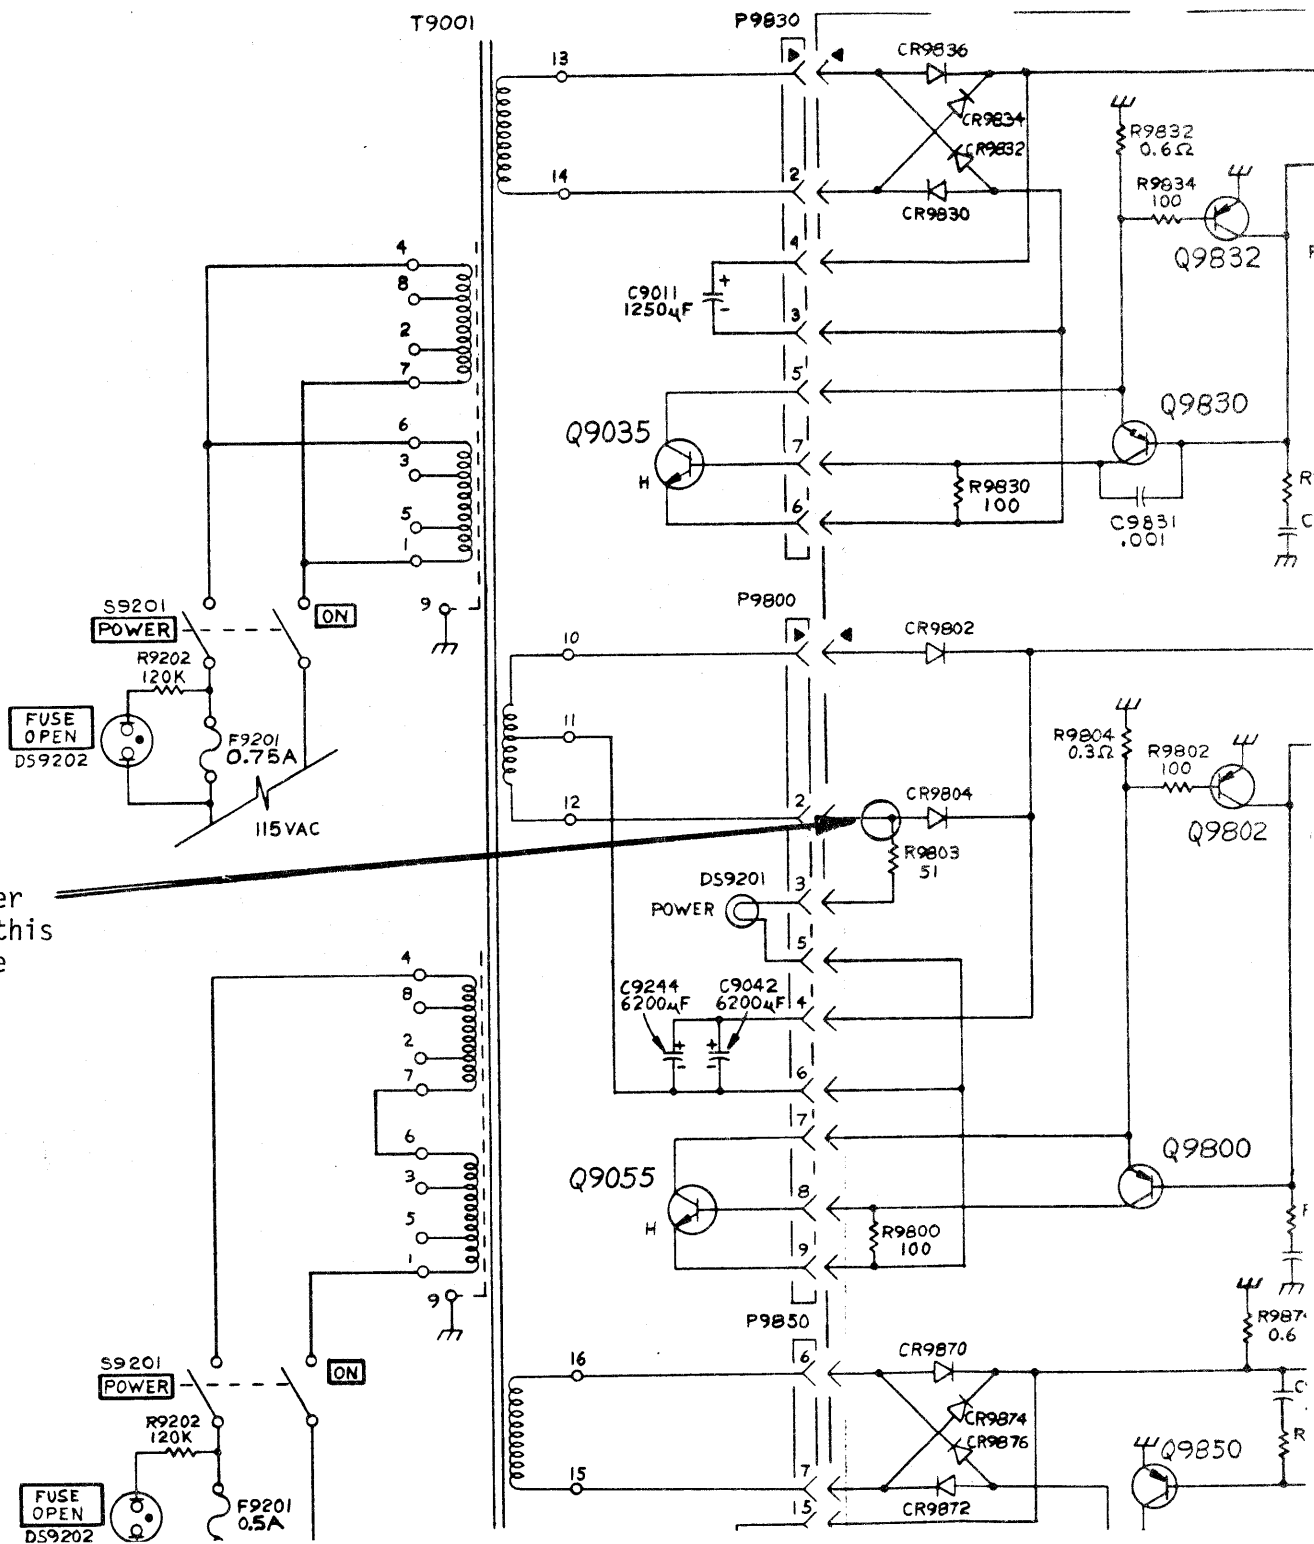 T9001
P9830
13
CR9836
CR9834
R9832
0.6Ω
CR9832
14
2
R9834
100
CR9830
Q9832
4
4
8
C9011
1250µF
+
-
2
3
7
5
Q9830
6
Q9035
7
3
H
R9830
100
6
C9831
.001
5
1
S9201
POWER
ON
9
P9800
10
CR9802
R9202
120K
FUSE
OPEN
DS9202
F9201
0.75A
11
R9804
0.3Ω
R9802
100
12
2
CR9804
115VAC
Q9802
R9803
51
er
this
e
DS9201
POWER
3
5
4
8
C9244
6200µF
C9042
6200µF
4
+
-
+
-
2
7
6
7
6
Q9800
Q9055
8
3
H
R9800
100
5
9
1
9
P9850
R987
0.6
S9201
POWER
ON
16
6
CR9870
C
R9202
120K
CR9874
CR9876
R
Q9850
15
7
FUSE
OPEN
DS9202
F9201
0.5A
CR9872
15